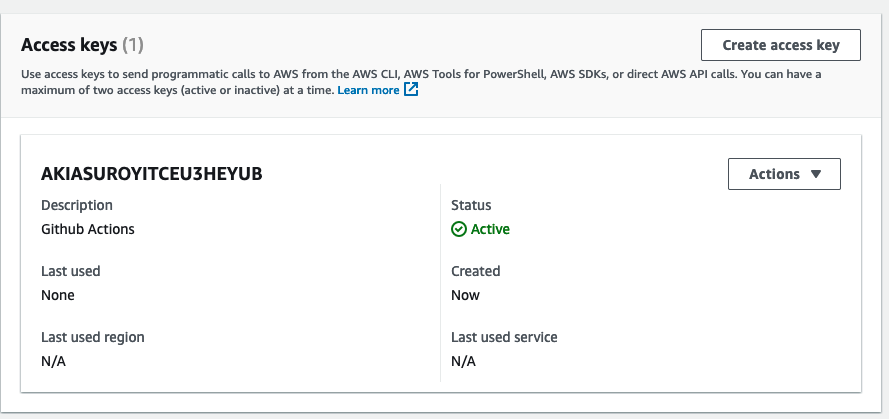 Access keys (1)
Create access key
Use access keys to send programmatic calls to AWS from the AWS CLI, AWS Tools for PowerShell, AWS SDKs, or direct AWS API calls. You can have a
maximum of two access keys (active or inactive) at a time. Learn more
AKIASUROYITCEU3HEYUB
Actions
Description
Github Actions
Status
Active
Last used
None
Created
Now
Last used region
N/A
Last used service
N/A